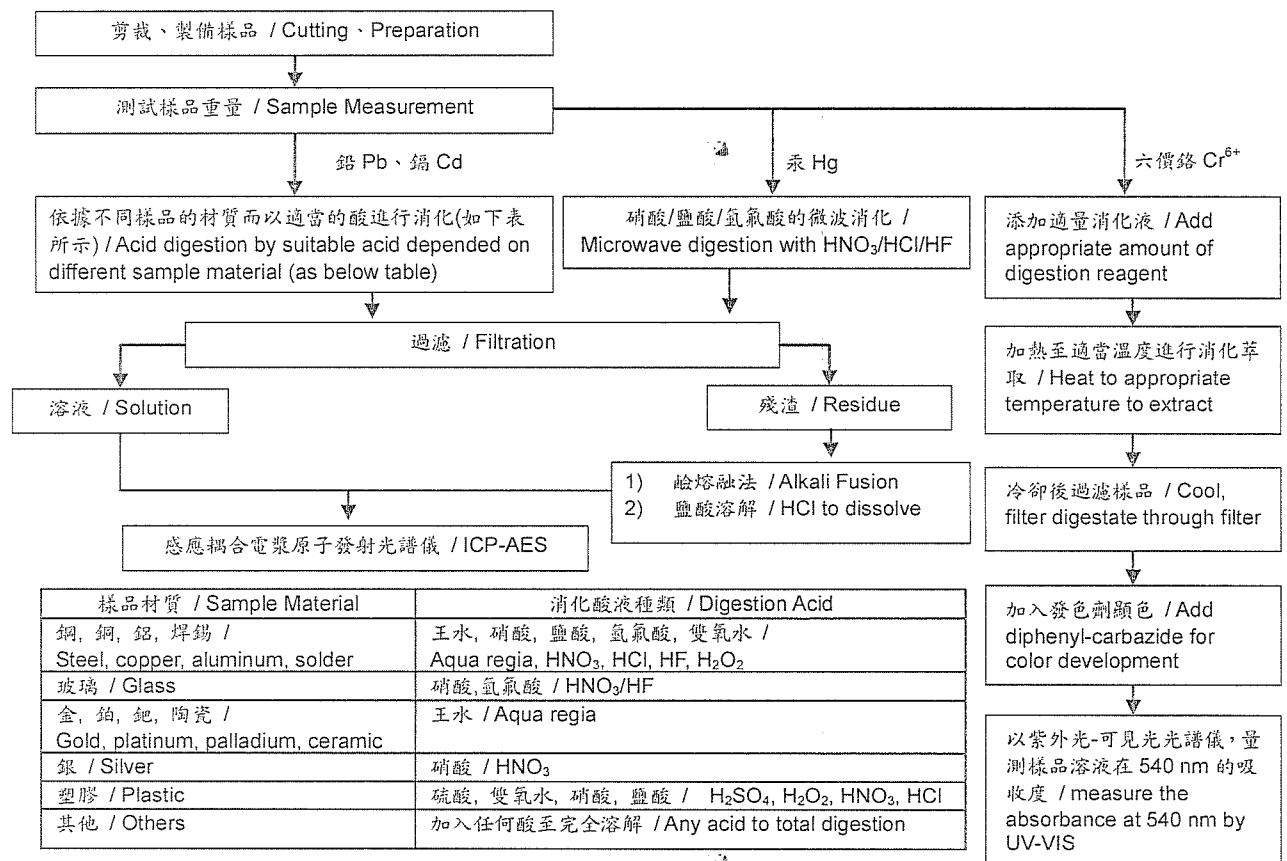 剪裁、製備樣品 / Cutting、Preparation
測試樣品重量 / Sample Measurement
鉛 Pb、鎘 Cd
汞 Hg
六價鉻 Cr⁶⁺
依據不同樣品的材質而以適當的酸進行消化(如下表
所示) / Acid digestion by suitable acid depended on
different sample material (as below table)
硝酸/鹽酸/氫氟酸的微波消化 /
Microwave digestion with HNO₃/HCl/HF
添加適量消化液 / Add
appropriate amount of
digestion reagent
過濾 / Filtration
加熱至適當溫度進行消化萃
取 / Heat to appropriate
temperature to extract
溶液 / Solution
殘渣 / Residue
1) 鹼熔融法 / Alkali Fusion
2) 鹽酸溶解 / HCl to dissolve
冷卻後過濾樣品 / Cool,
filter digestate through filter
感應耦合電漿原子發射光譜儀 / ICP-AES
樣品材質 / Sample Material 消化酸液種類 / Digestion Acid
鋼, 銅, 鋁, 焊錫 / 王水, 硝酸, 鹽酸, 氫氟酸, 雙氧水 /
Steel, copper, aluminum, solder Aqua regia, HNO₃, HCl, HF, H₂O₂
玻璃 / Glass 硝酸,氫氟酸 / HNO₃/HF
金, 鉑, 鈀, 陶瓷 / 王水 / Aqua regia
Gold, platinum, palladium, ceramic
銀 / Silver 硝酸 / HNO₃
塑膠 / Plastic 硫酸, 雙氧水, 硝酸, 鹽酸 / H₂SO₄, H₂O₂, HNO₃, HCl
其他 / Others 加入任何酸至完全溶解 / Any acid to total digestion
加入發色劑顯色 / Add
diphenyl-carbazide for
color development
以紫外光-可見光光譜儀,量
測樣品溶液在 540 nm 的吸
收度 / measure the
absorbance at 540 nm by
UV-VIS